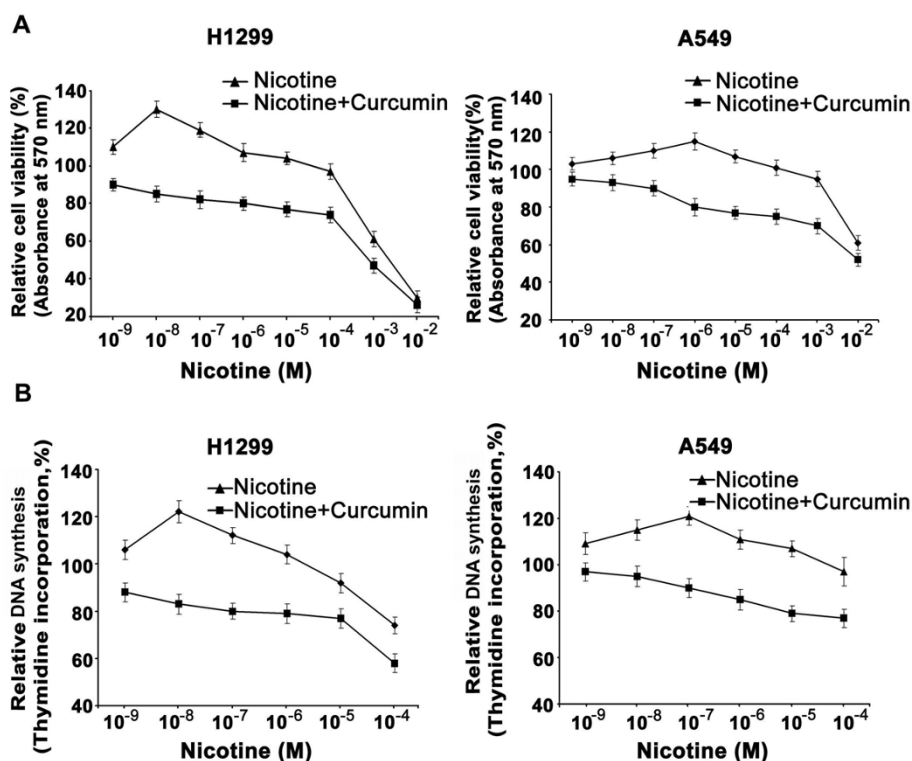 A
H1299
Nicotine
Nicotine+Curcumin
Relative cell viability (%)
(Absorbance at 570 nm)
140
120
100
80
60
40
20
10⁻⁹ 10⁻⁸ 10⁻⁷ 10⁻⁶ 10⁻⁵ 10⁻⁴ 10⁻³ 10⁻²
Nicotine (M)
A549
Nicotine
Nicotine+Curcumin
Relative cell viability(%)
(Absorbance at 570 nm)
140
120
100
80
60
40
20
10⁻⁹ 10⁻⁸ 10⁻⁷ 10⁻⁶ 10⁻⁵ 10⁻⁴ 10⁻³ 10⁻²
Nicotine (M)
B
H1299
Nicotine
Nicotine+Curcumin
Relative DNA synthesis
(Thymidine incorporation,%)
140
120
100
80
60
40
10⁻⁹ 10⁻⁸ 10⁻⁷ 10⁻⁶ 10⁻⁵ 10⁻⁴
Nicotine (M)
A549
Nicotine
Nicotine+Curcumin
Relative DNA synthesis
(Thymidine incorporation,%)
140
120
100
80
60
40
10⁻⁹ 10⁻⁸ 10⁻⁷ 10⁻⁶ 10⁻⁵ 10⁻⁴
Nicotine (M)